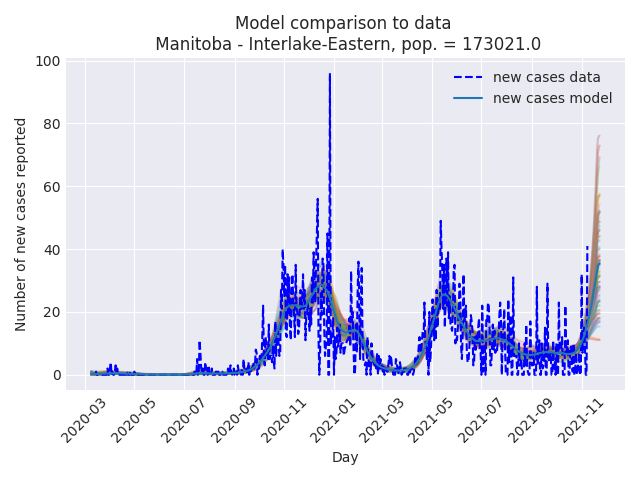 Model comparison to data
Manitoba - Interlake-Eastern, pop. = 173021.0
new cases data
new cases model
Number of new cases reported
100
80
60
40
20
0
2020-03
2020-05
2020-07
2020-09
2020-11
2021-01
2021-03
2021-05
2021-07
2021-09
2021-11
Day